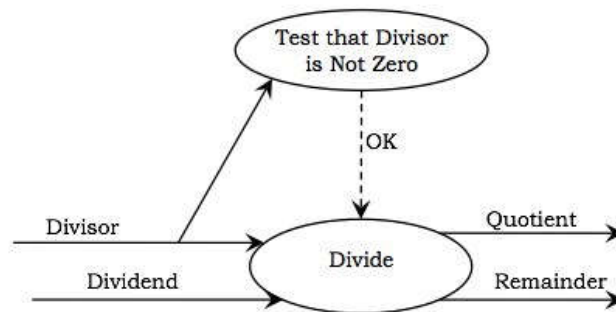 Test that Divisor
is Not Zero
OK
Divisor
Quotient
Divide
Dividend
Remainder